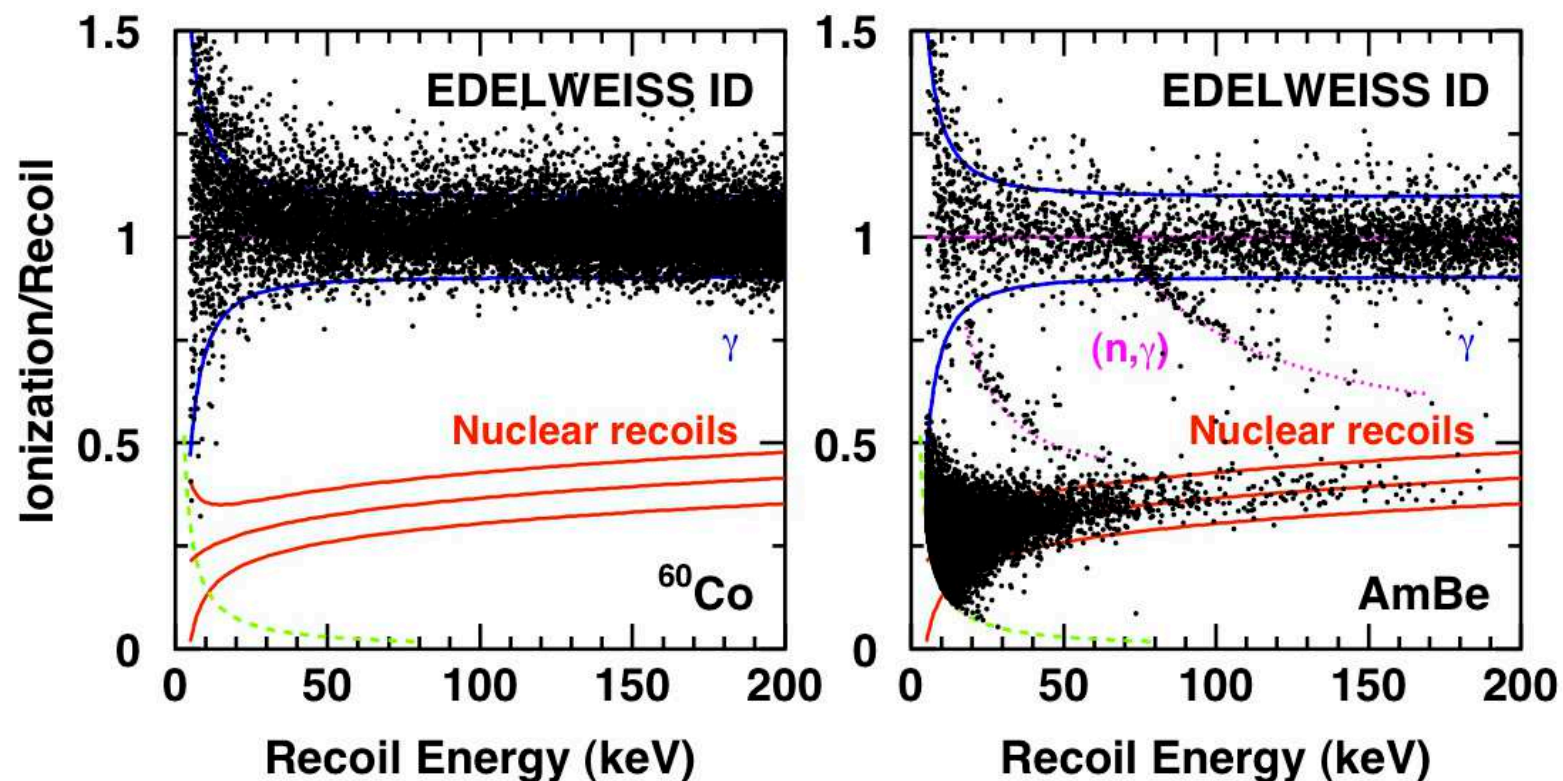 EDELWEISS ID
EDELWEISS ID
1.5
1
0.5
0
Ionization/Recoil
γ
Nuclear recoils
⁶⁰Co
0 50 100 150 200
Recoil Energy (keV)
1.5
1
0.5
0
(n,γ)
γ
Nuclear recoils
AmBe
0 50 100 150 200
Recoil Energy (keV)